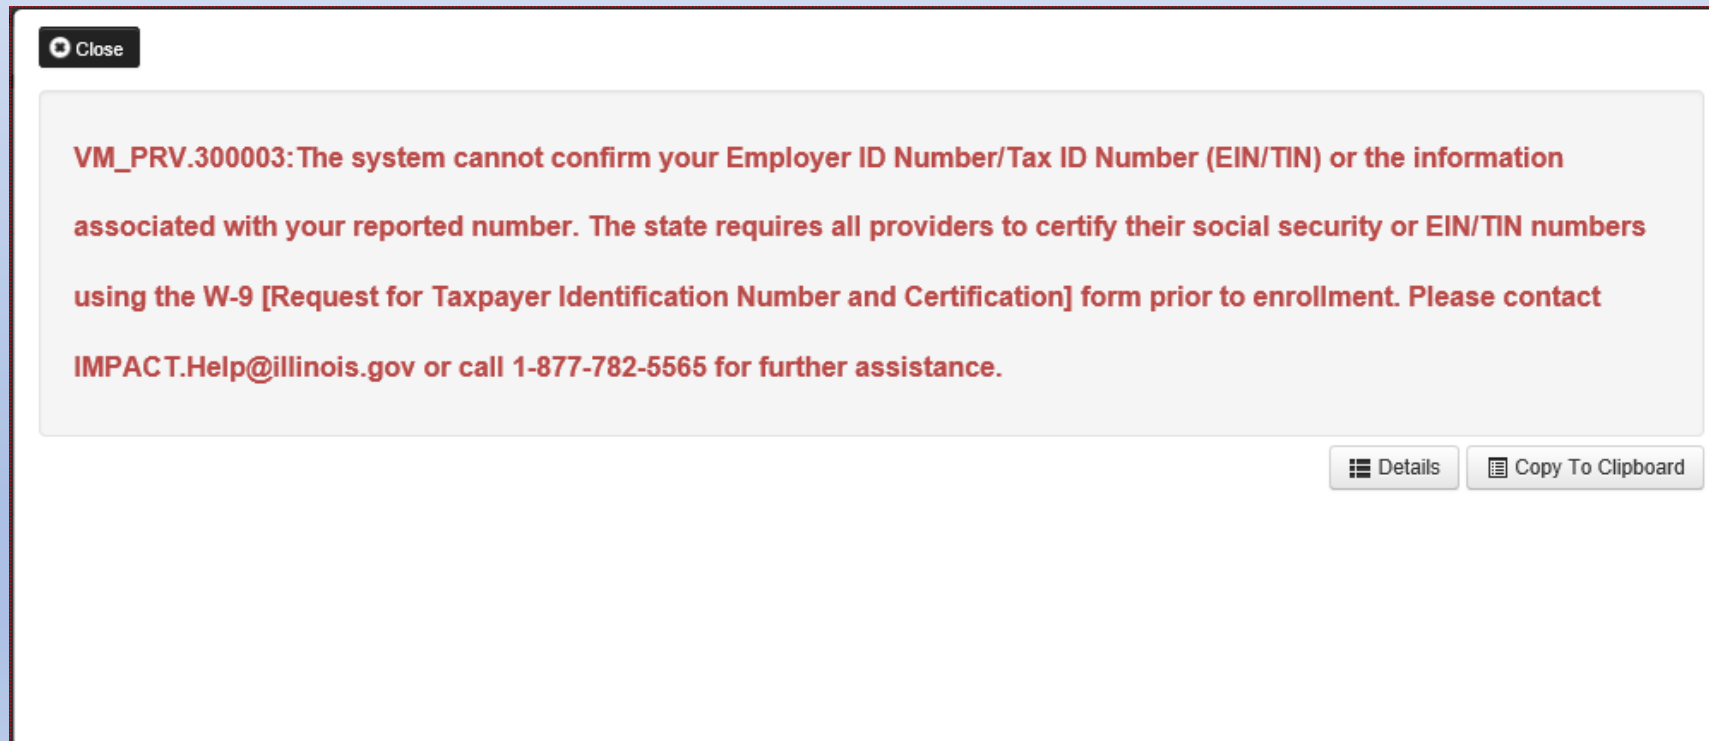 Close
VM_PRV.300003:The system cannot confirm your Employer ID Number/Tax ID Number (EIN/TIN) or the information
associated with your reported number. The state requires all providers to certify their social security or EIN/TIN numbers
using the W-9 [Request for Taxpayer Identification Number and Certification] form prior to enrollment. Please contact
IMPACT.Help@illinois.gov or call 1-877-782-5565 for further assistance.
Details
Copy To Clipboard